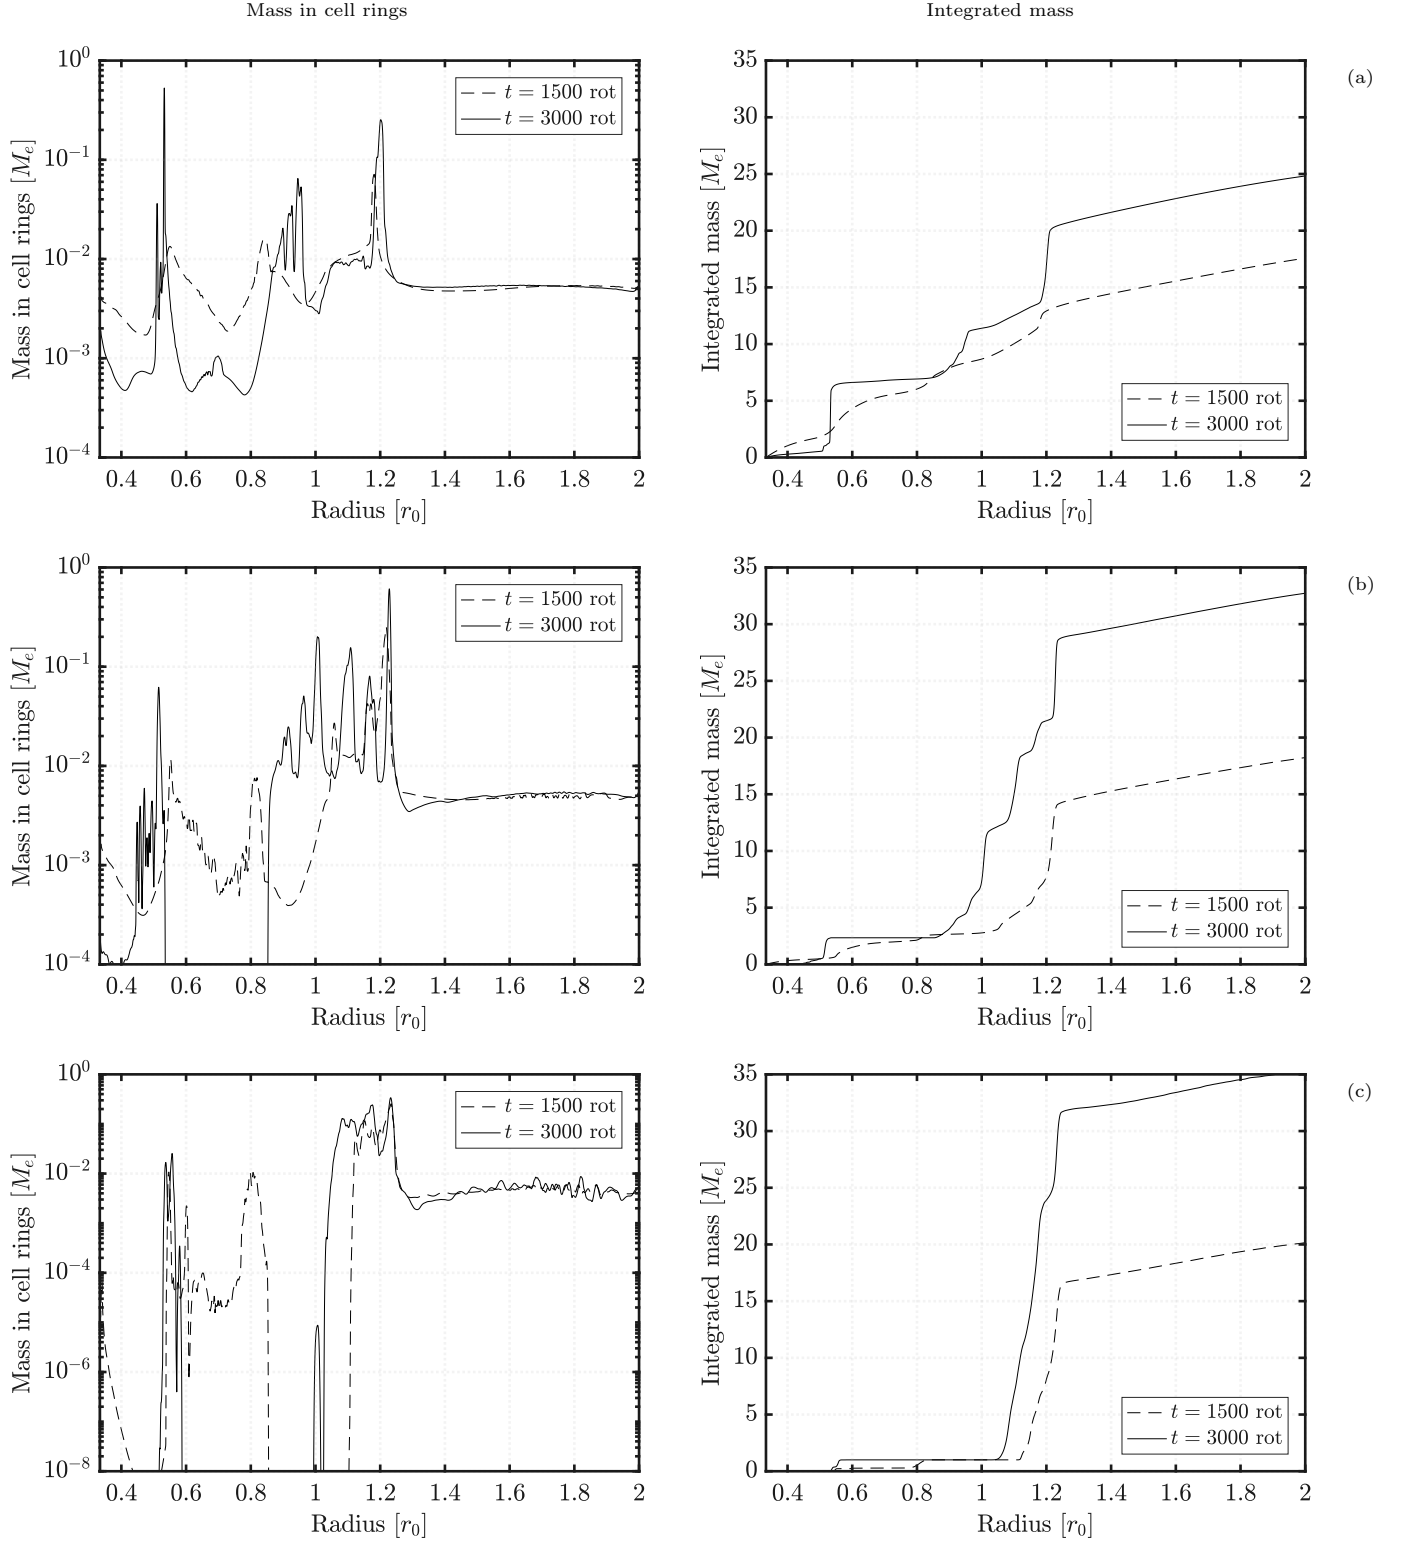 Mass in cell rings
Integrated mass
(a)
Mass in cell rings [M_e]
10^0
10^−1
10^−2
10^−3
10^−4
t = 1500 rot
t = 3000 rot
0.4 0.6 0.8 1 1.2 1.4 1.6 1.8 2
Radius [r_0]
Integrated mass [M_e]
35
30
25
20
15
10
5
0
t = 1500 rot
t = 3000 rot
0.4 0.6 0.8 1 1.2 1.4 1.6 1.8 2
Radius [r_0]
(b)
Mass in cell rings [M_e]
10^0
10^−1
10^−2
10^−3
10^−4
t = 1500 rot
t = 3000 rot
0.4 0.6 0.8 1 1.2 1.4 1.6 1.8 2
Radius [r_0]
Integrated mass [M_e]
35
30
25
20
15
10
5
0
t = 1500 rot
t = 3000 rot
0.4 0.6 0.8 1 1.2 1.4 1.6 1.8 2
Radius [r_0]
(c)
Mass in cell rings [M_e]
10^0
10^−2
10^−4
10^−6
10^−8
t = 1500 rot
t = 3000 rot
0.4 0.6 0.8 1 1.2 1.4 1.6 1.8 2
Radius [r_0]
Integrated mass [M_e]
35
30
25
20
15
10
5
0
t = 1500 rot
t = 3000 rot
0.4 0.6 0.8 1 1.2 1.4 1.6 1.8 2
Radius [r_0]